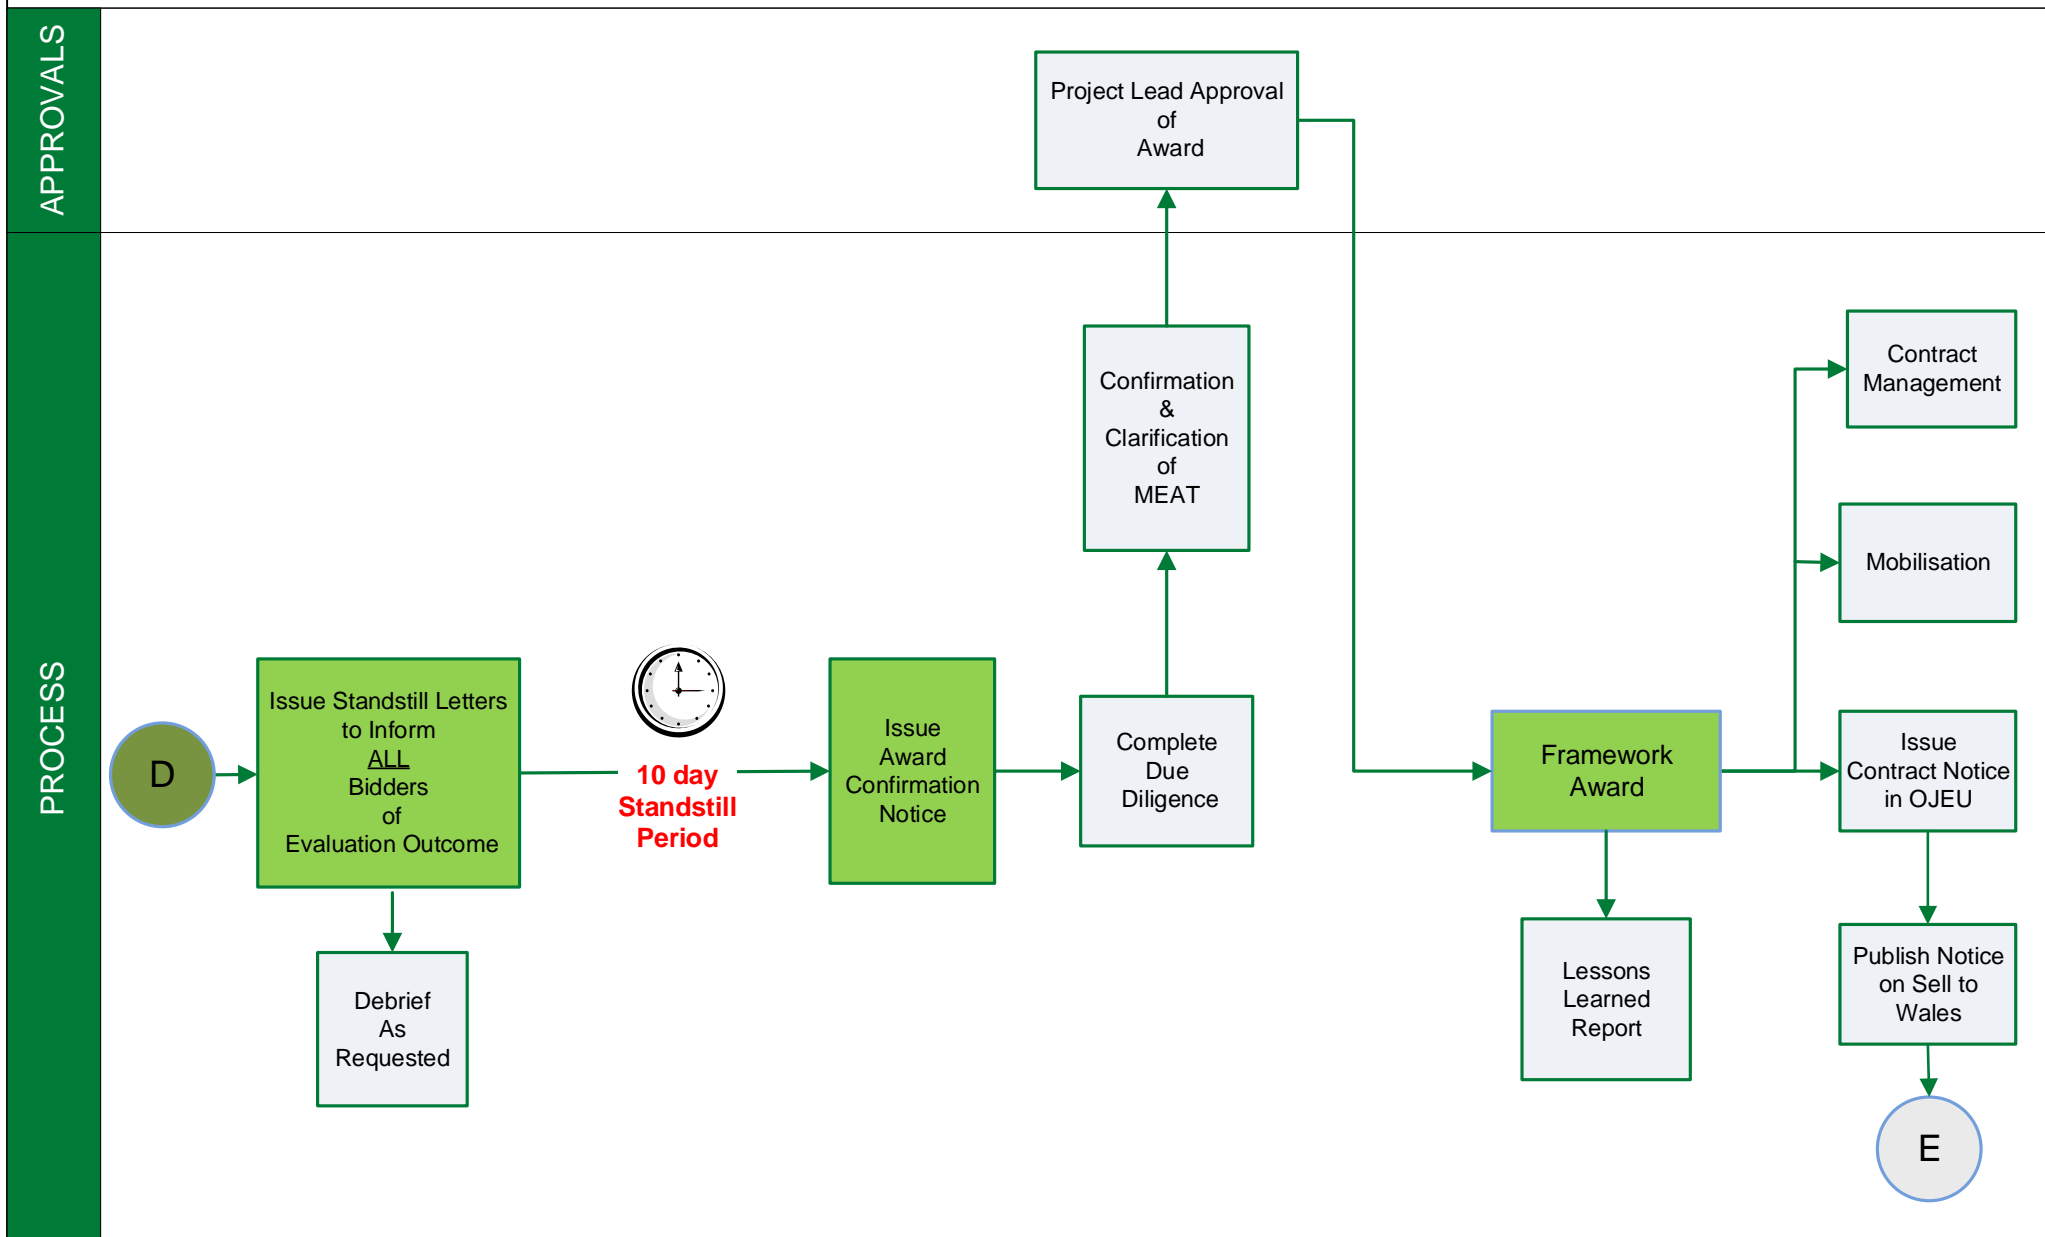 APPROVALS
Project Lead Approval
of
Award
PROCESS
D
Issue Standstill Letters
to Inform
ALL
Bidders
of
Evaluation Outcome
Debrief
As
Requested
10 day
Standstill
Period
Issue
Award
Confirmation
Notice
Complete
Due
Diligence
Confirmation
&
Clarification
of
MEAT
Framework
Award
Lessons
Learned
Report
Contract
Management
Mobilisation
Issue
Contract Notice
in OJEU
Publish Notice
on Sell to
Wales
E